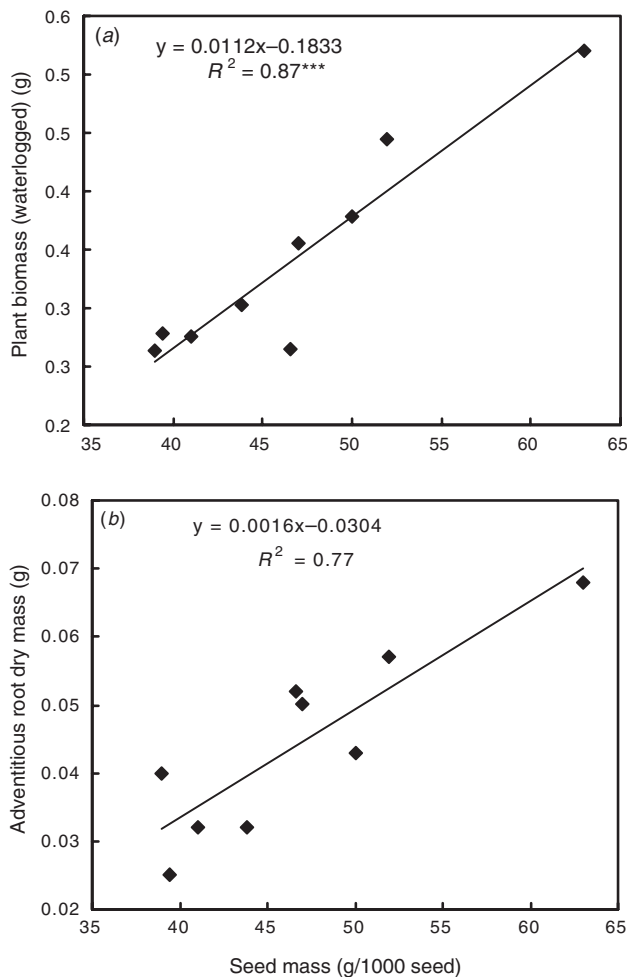 0.6
(a)
y = 0.0112x–0.1833
R² = 0.87***
0.5
0.5
0.4
0.4
0.3
0.3
0.2
Plant biomass (waterlogged) (g)
35 40 45 50 55 60 65
0.08
(b)
y = 0.0016x–0.0304
R² = 0.77
0.07
0.06
0.05
0.04
0.03
0.02
Adventitious root dry mass (g)
35 40 45 50 55 60 65
Seed mass (g/1000 seed)